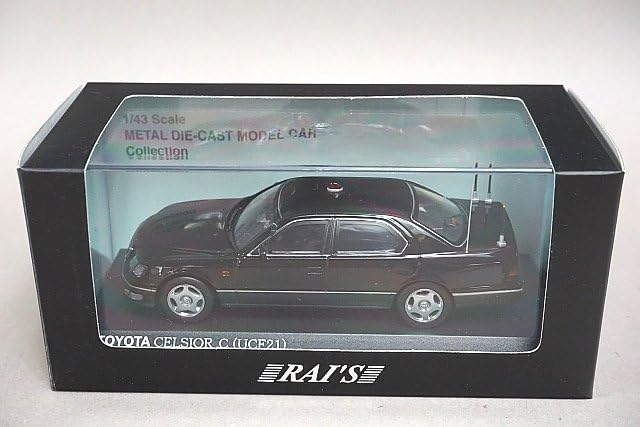 1/43 Scale
METAL DIE-CAST MODEL CAR
Collection
TOYOTA CELSIOR C (UCF21)
RAI'S